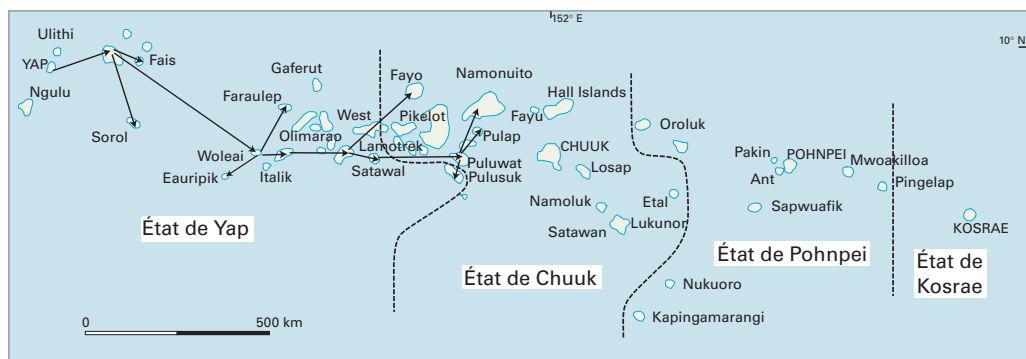 152° E
10° N
Ulithi
YAP
Fais
Ngulu
Sorol
Gaferut
Faraulep
Fayo
West
Pikelot
Namonuito
Hall Islands
Fayu
Pulap
CHUUK
Oroluk
Olimarao
Lamotrek
Woleai
Eauripik
Italik
Satawal
Puluwat
Pulusuk
Losap
Pakin
POHNPEI
Mwoakilloa
Ant
Pingelap
Namoluk
Etal
Sapwuafik
Satawan
Lukunor
KOSRAE
État de Yap
État de Chuuk
État de Pohnpei
État de
Kosrae
Nukuoro
Kapingamarangi
0
500 km